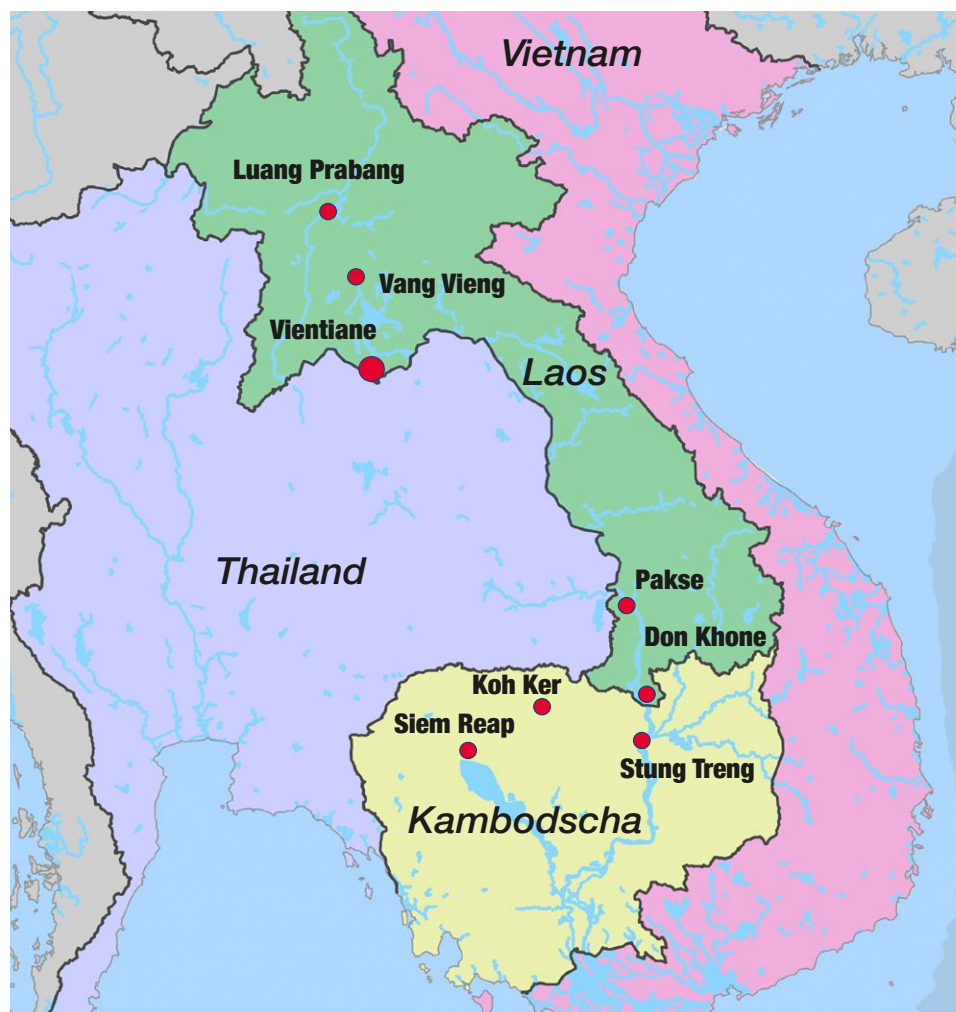 Vietnam
Luang Prabang
Vang Vieng
Vientiane
Laos
Thailand
Pakse
Don Khone
Koh Ker
Siem Reap
Stung Treng
Kambodscha